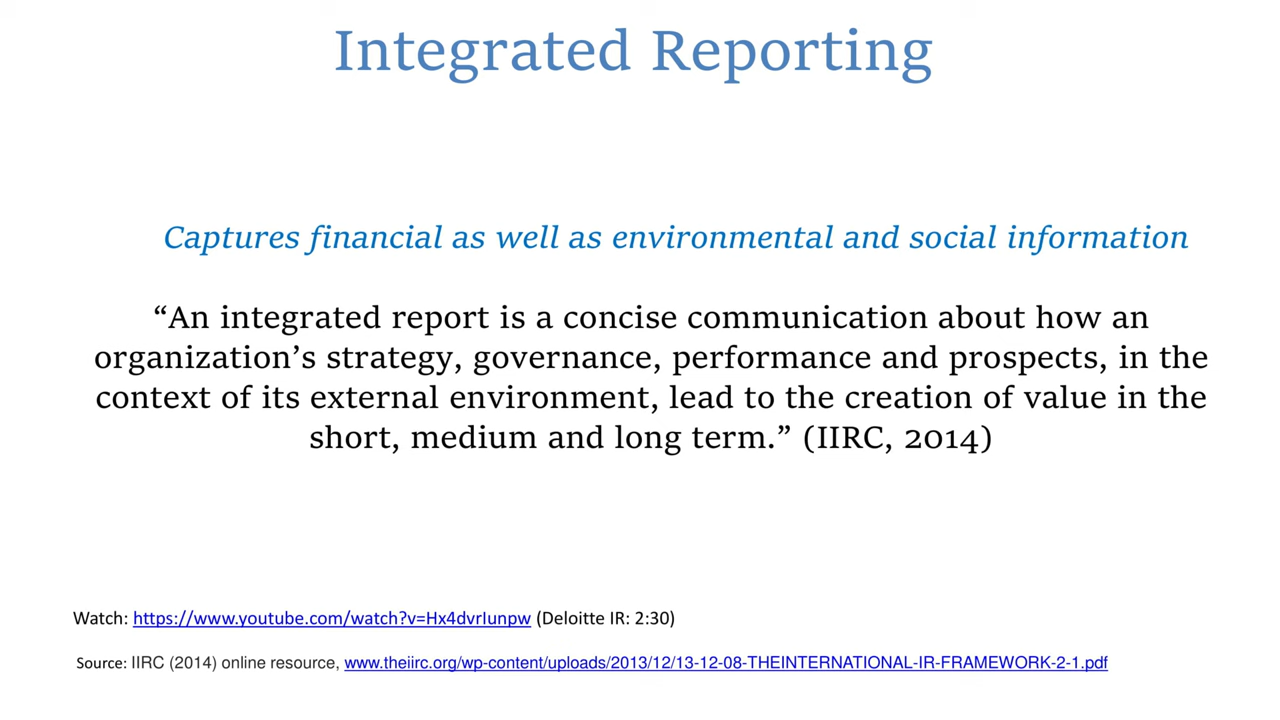 Integrated Reporting
Captures financial as well as environmental and social information
“An integrated report is a concise communication about how an
organization’s strategy, governance, performance and prospects, in the
context of its external environment, lead to the creation of value in the
short, medium and long term.” (IIRC, 2014)
Watch: https://www.youtube.com/watch?v=Hx4dvrIunpw (Deloitte IR: 2:30)
Source: IIRC (2014) online resource, www.theiirc.org/wp-content/uploads/2013/12/13-12-08-THEINTERNATIONAL-IR-FRAMEWORK-2-1.pdf